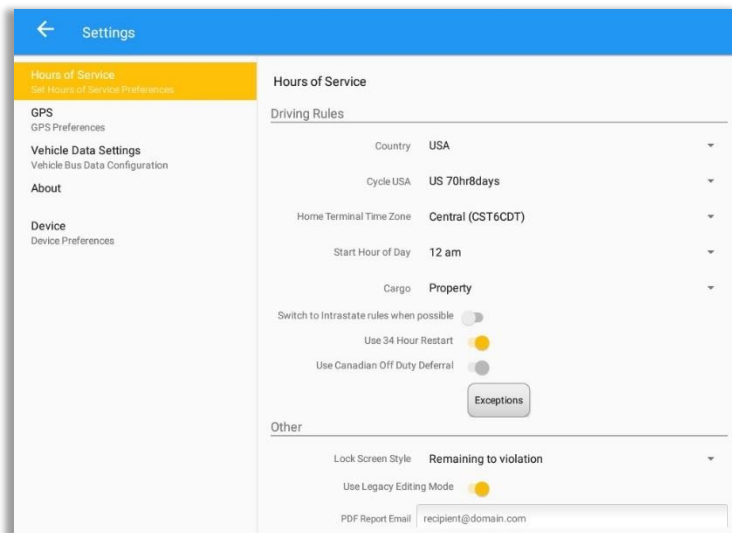 Settings
Hours of Service
Set Hours of Service Preferences
GPS
GPS Preferences
Vehicle Data Settings
Vehicle Bus Data Configuration
About
Device
Device Preferences
Hours of Service
Driving Rules
Country USA
Cycle USA US 70hr8days
Home Terminal Time Zone Central (CST6CDT)
Start Hour of Day 12 am
Cargo Property
Switch to Intrastate rules when possible
Use 34 Hour Restart
Use Canadian Off Duty Deferral
Exceptions
Other
Lock Screen Style Remaining to violation
Use Legacy Editing Mode
PDF Report Email recipient@domain.com